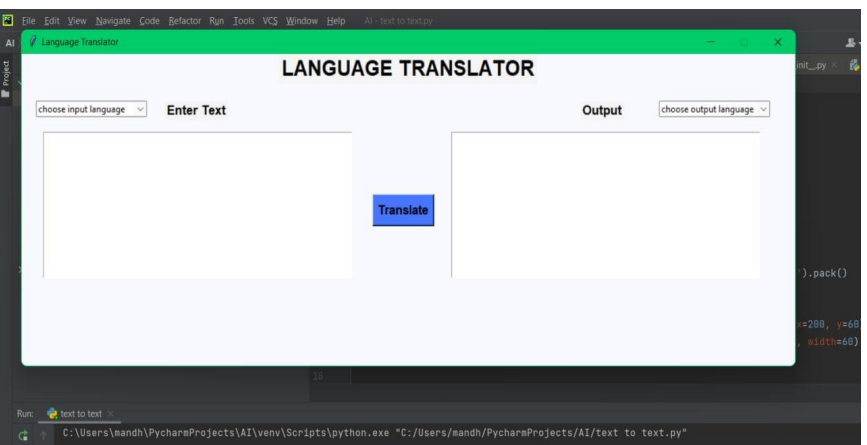 File Edit View Navigate Code Refactor Run Tools VCS Window Help AI - text to text.py
AI
Language Translator
init__.py
Project
LANGUAGE TRANSLATOR
choose input language
Enter Text
Output
choose output language
Translate
').pack()
x=200, y=60
, width=60)
18
Run: text to text
C:\Users\mandh\PycharmProjects\AI\venv\Scripts\python.exe "C:/Users/mandh/PycharmProjects/AI/text to text.py"